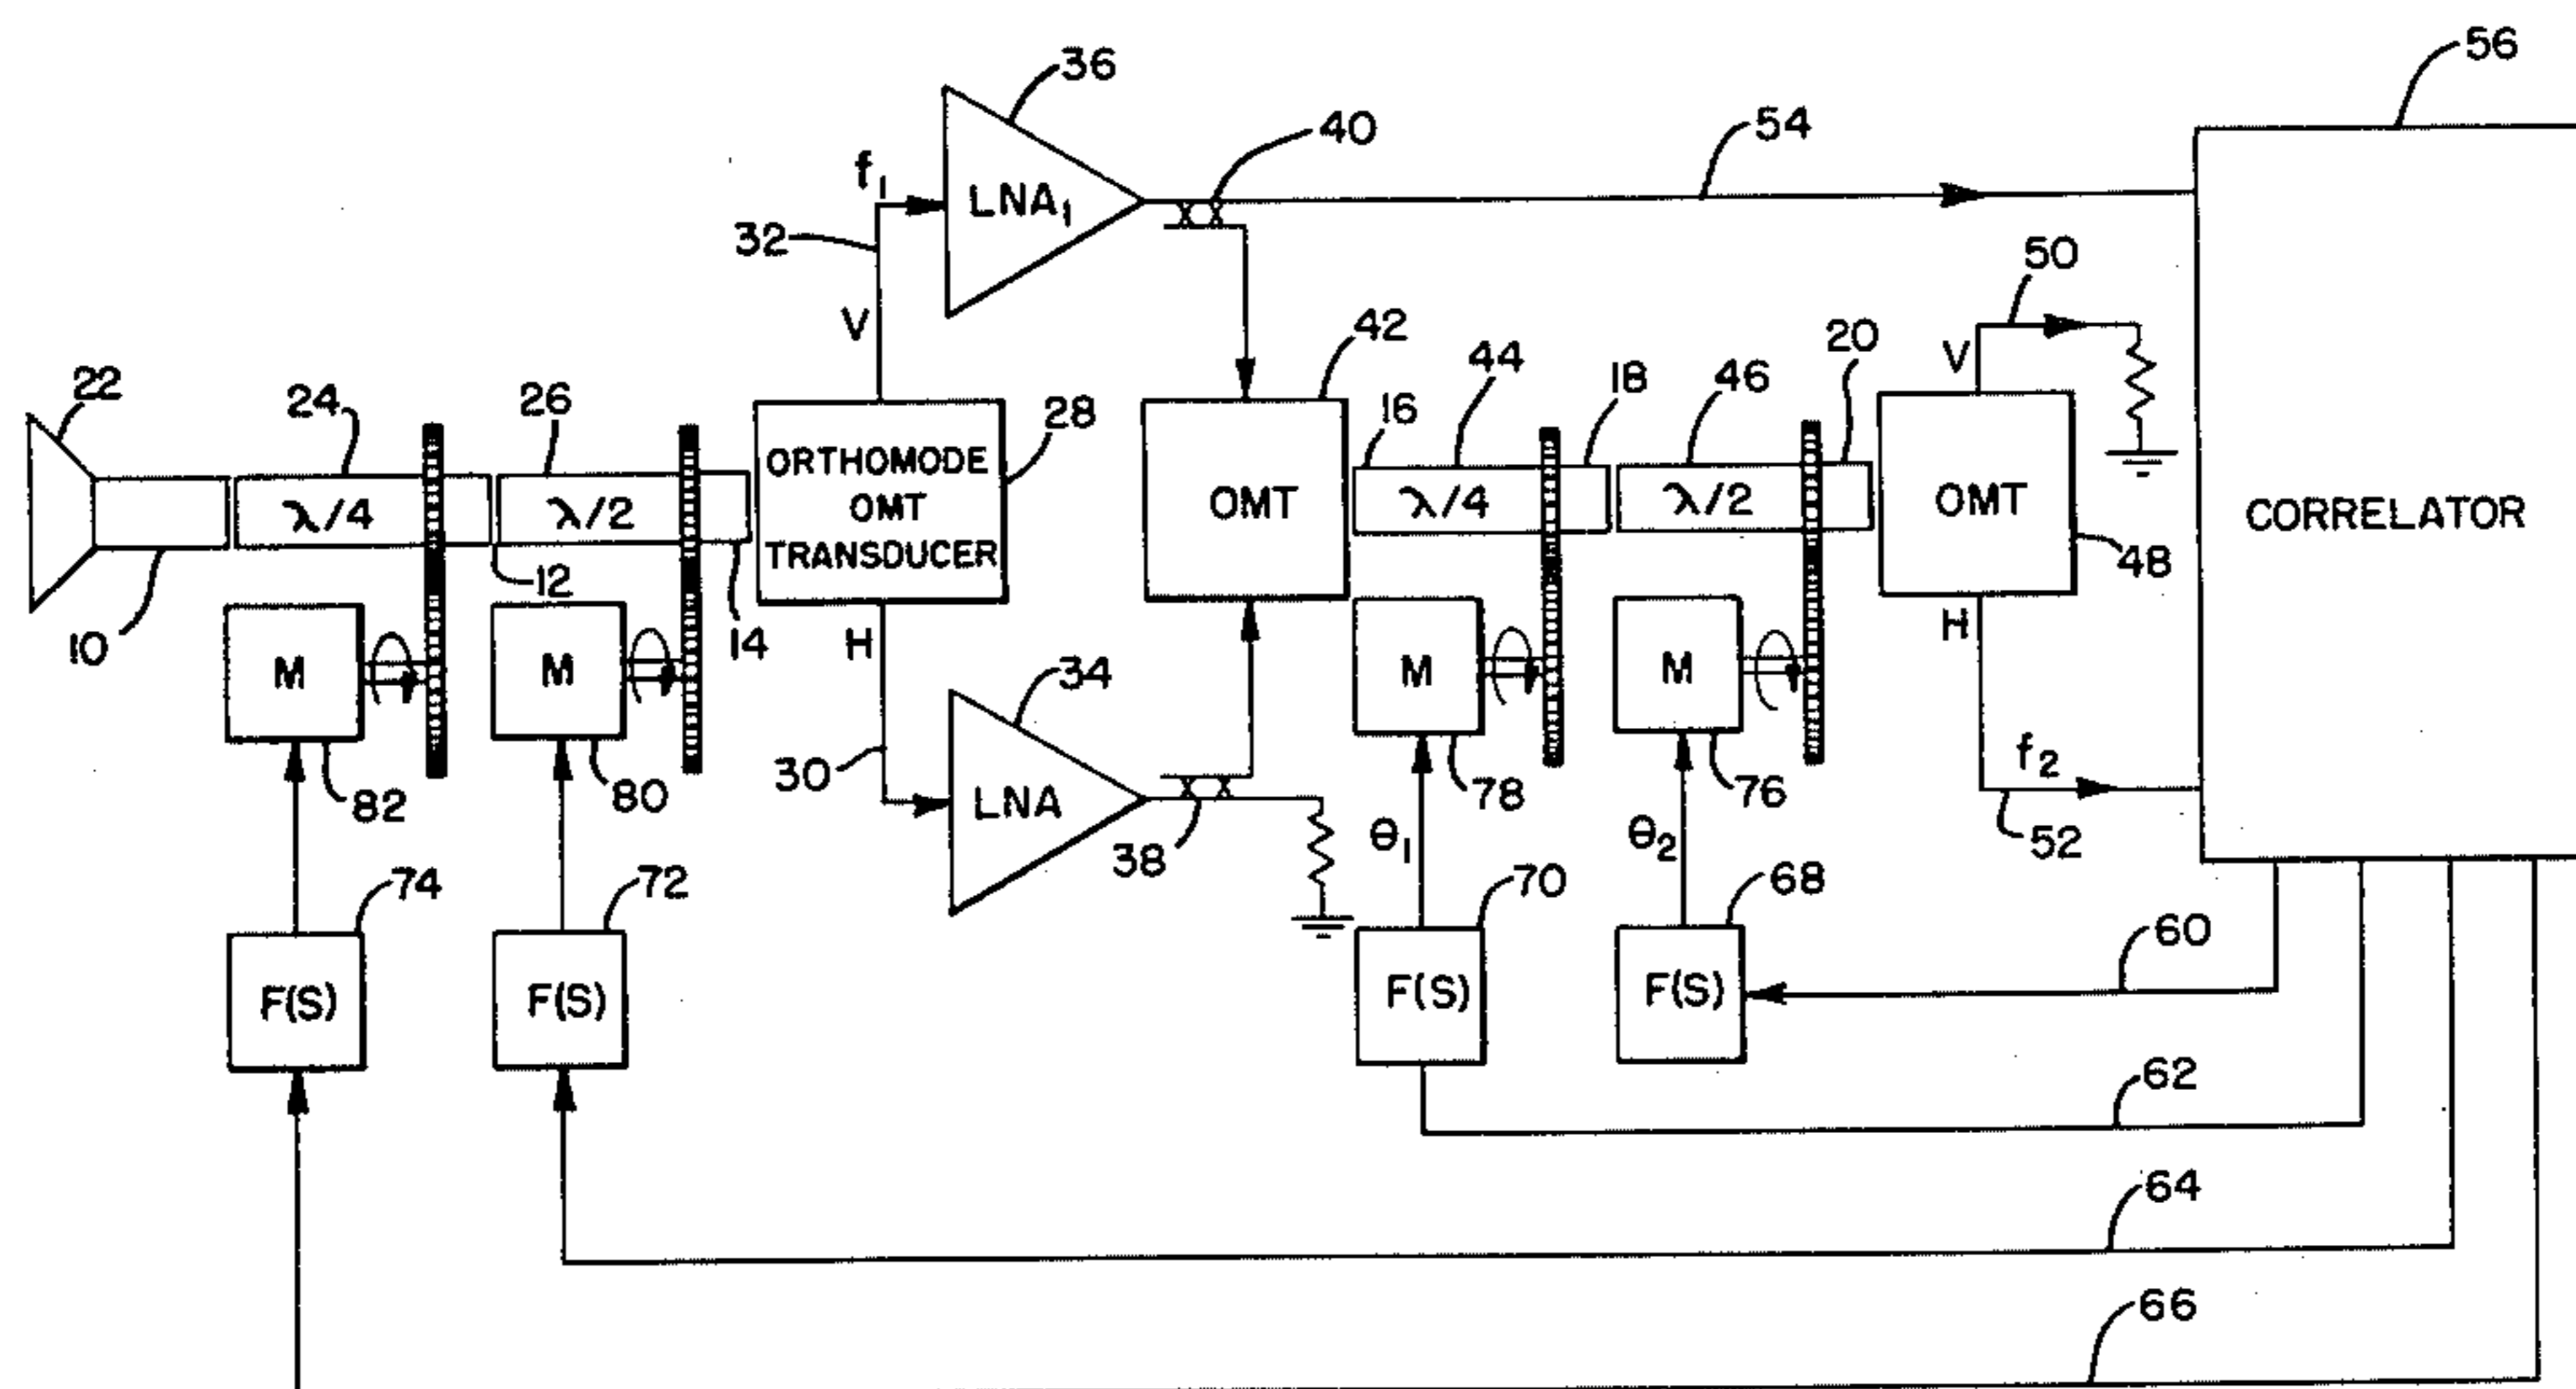 56
36
40
54
f₁
LNA₁
32
50
V
42
V
20
22
24
26
28
16
44
18
46
λ/4
λ/2
ORTHOMODE
OMT
TRANSDUCER
OMT
λ/4
λ/2
OMT
CORRELATOR
48
12
10
14
H
H
M
M
34
M
M
30
LNA
f₂
82
80
38
78
76
52
θ₁
θ₂
74
72
70
68
60
F(S)
F(S)
F(S)
F(S)
62
64
66